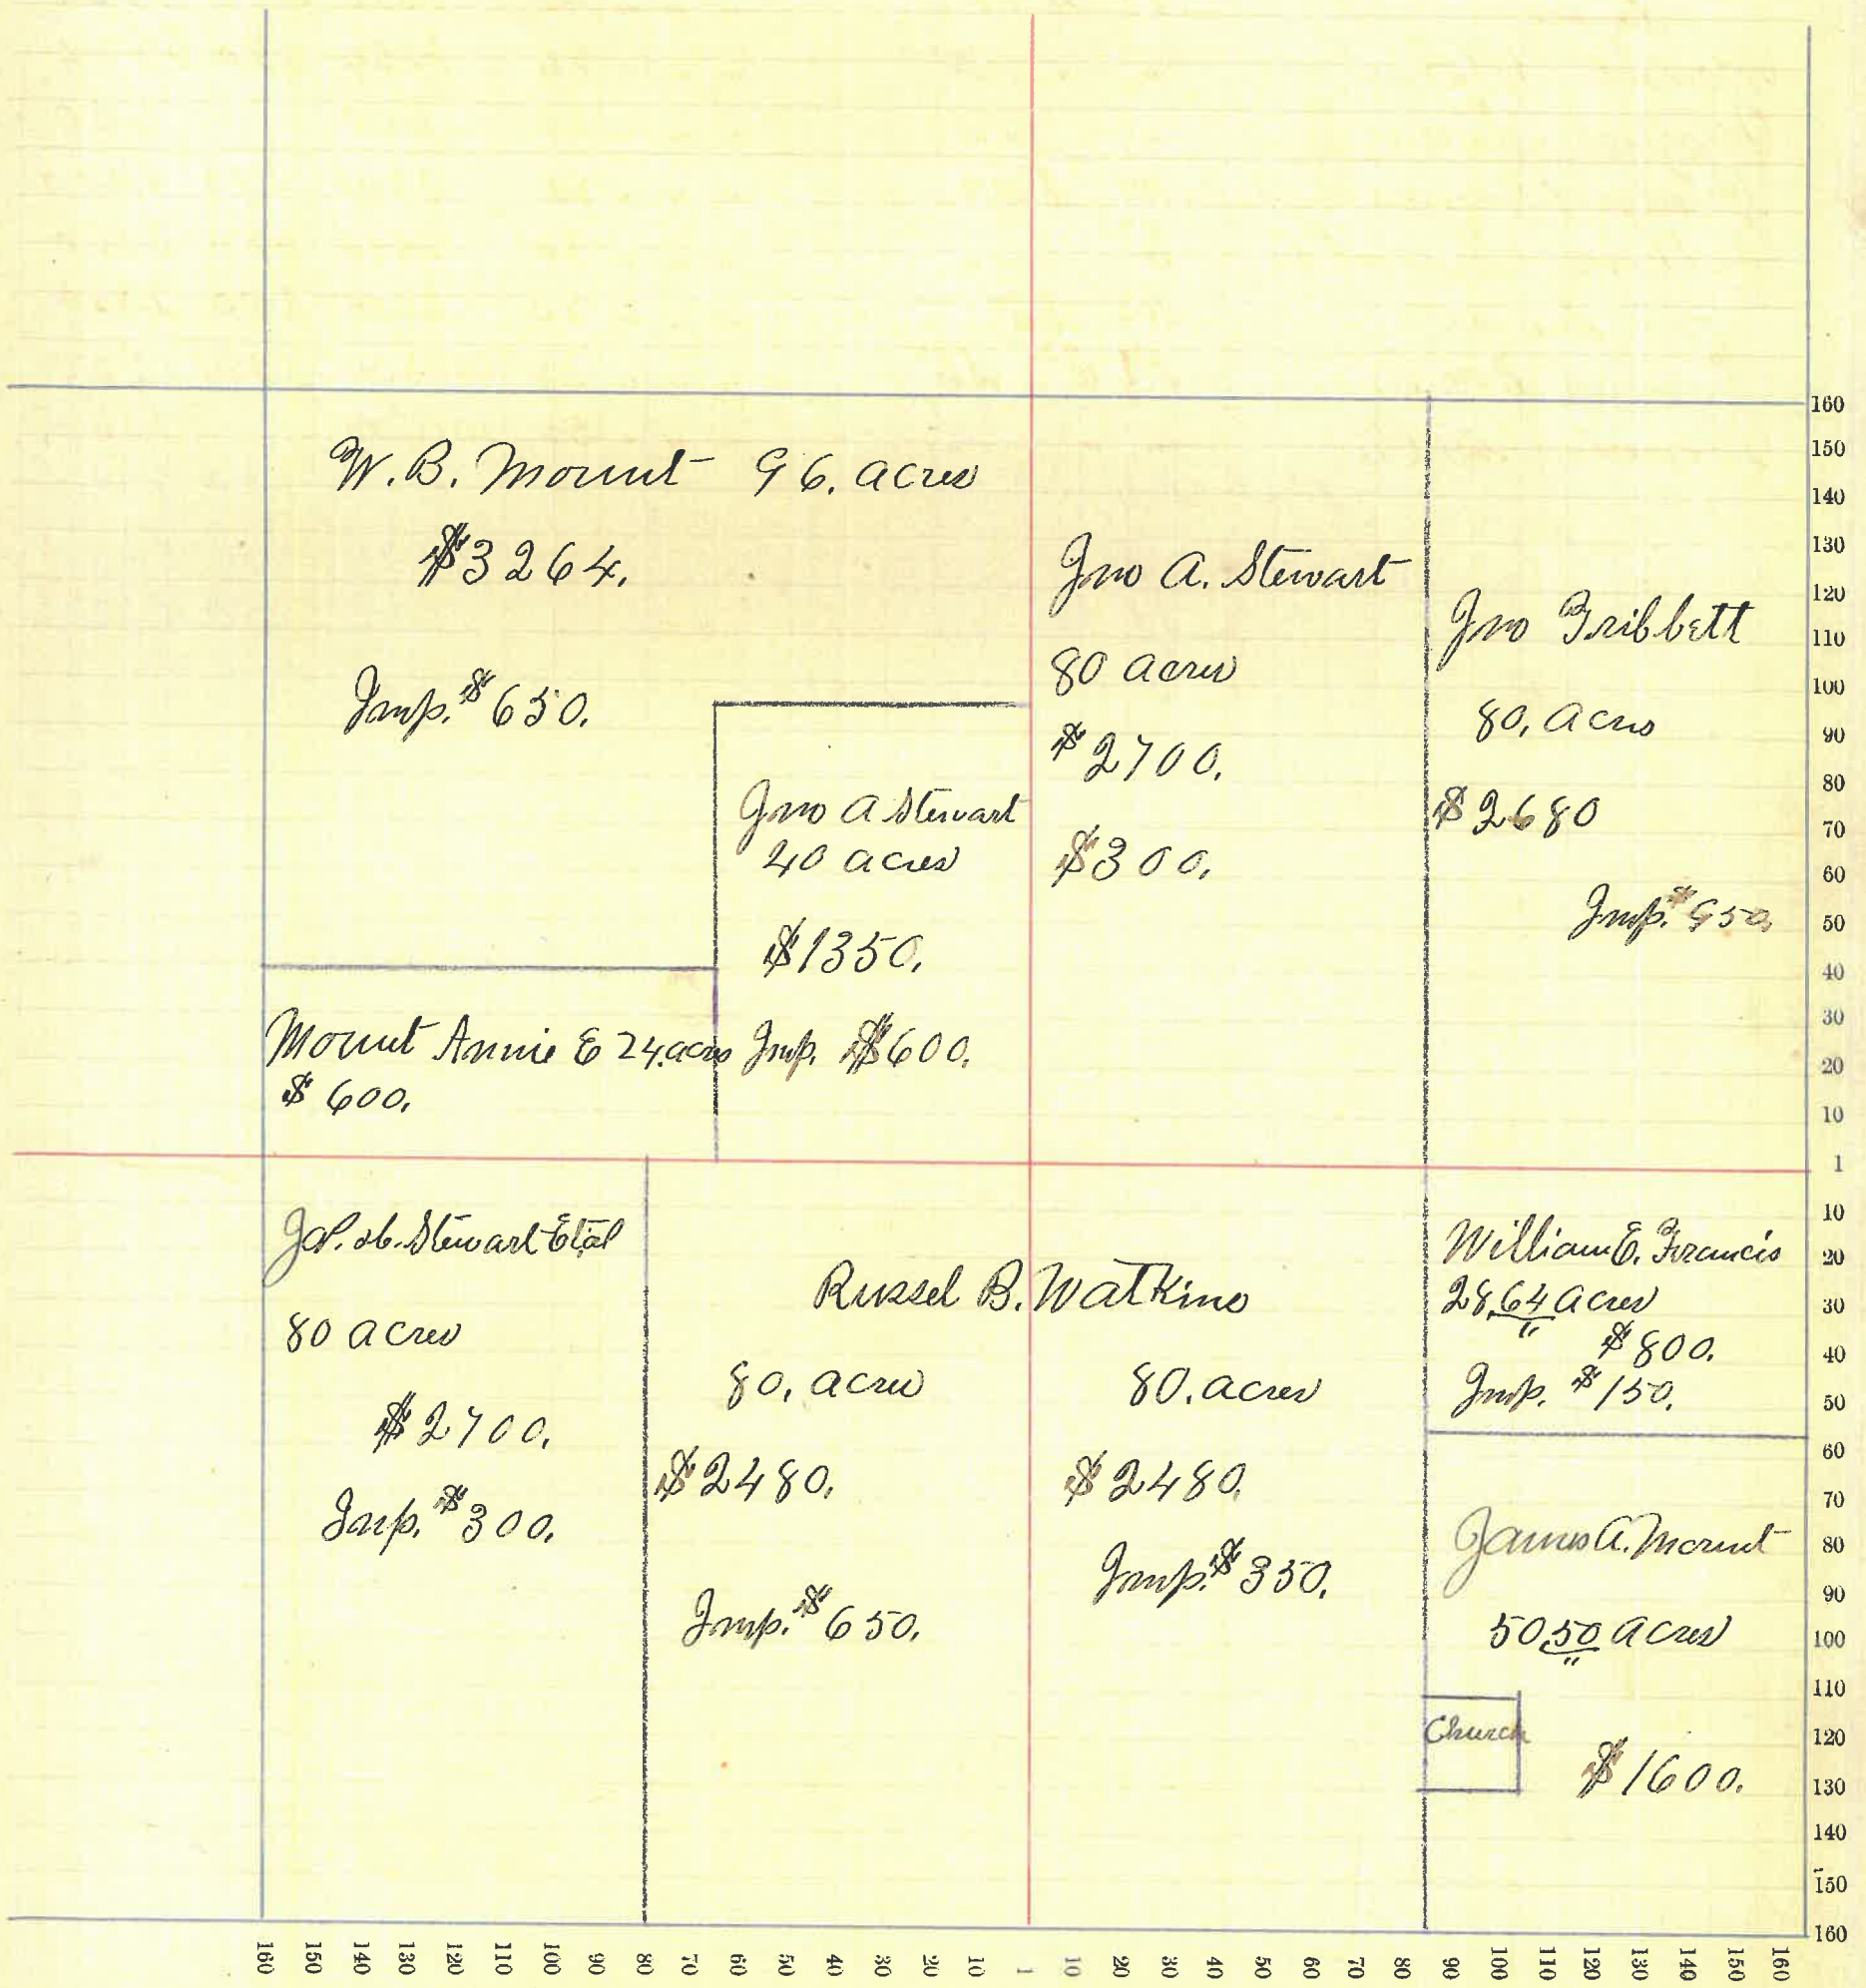 W. B. Mount 96. acres
$3264.
Imp. $650.
Jno A. Stewart
80 acres
$2700.
$300.
Jno Gribbett
80. Acres
$2680
Imp. $950.
Jno A Stewart
40 acres
$1350.
Imp. $600.
Mount Annie E 24. acres
$600.
Stewart Etal
80 acres
$2700.
Imp. $300.
Russel B. Watkins
80. acres
$2480.
Imp. $650.
80. acres
$2480.
Imp. $350.
William E. Francis
28.64 acres
$800.
Imp. $150.
James A. Mount
50.50 acres
Church
$1600.
160
150
140
130
120
110
100
90
80
70
60
50
40
30
20
10
1
10
20
30
40
50
60
70
80
90
100
110
120
130
140
150
160
160 150 140 130 120 110 100 90 80 70 60 50 40 30 20 10 1 10 20 30 40 50 60 70 80 90 100 110 120 130 140 150 160